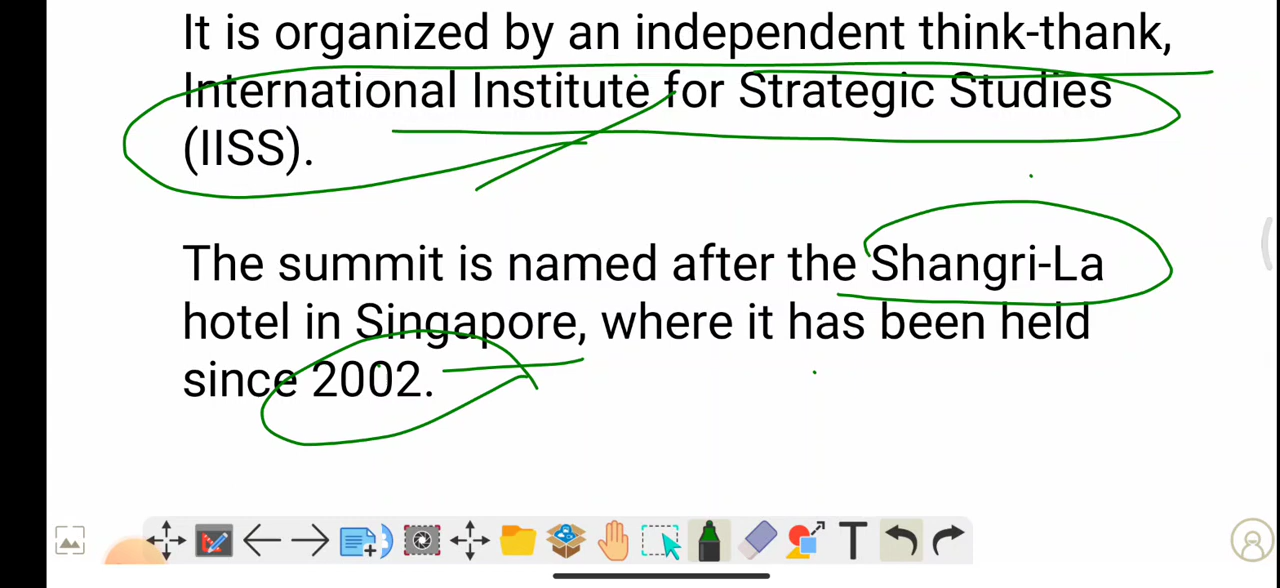 It is organized by an independent think-thank,
International Institute for Strategic Studies
(IISS).
The summit is named after the Shangri-La
hotel in Singapore, where it has been held
since 2002.
T